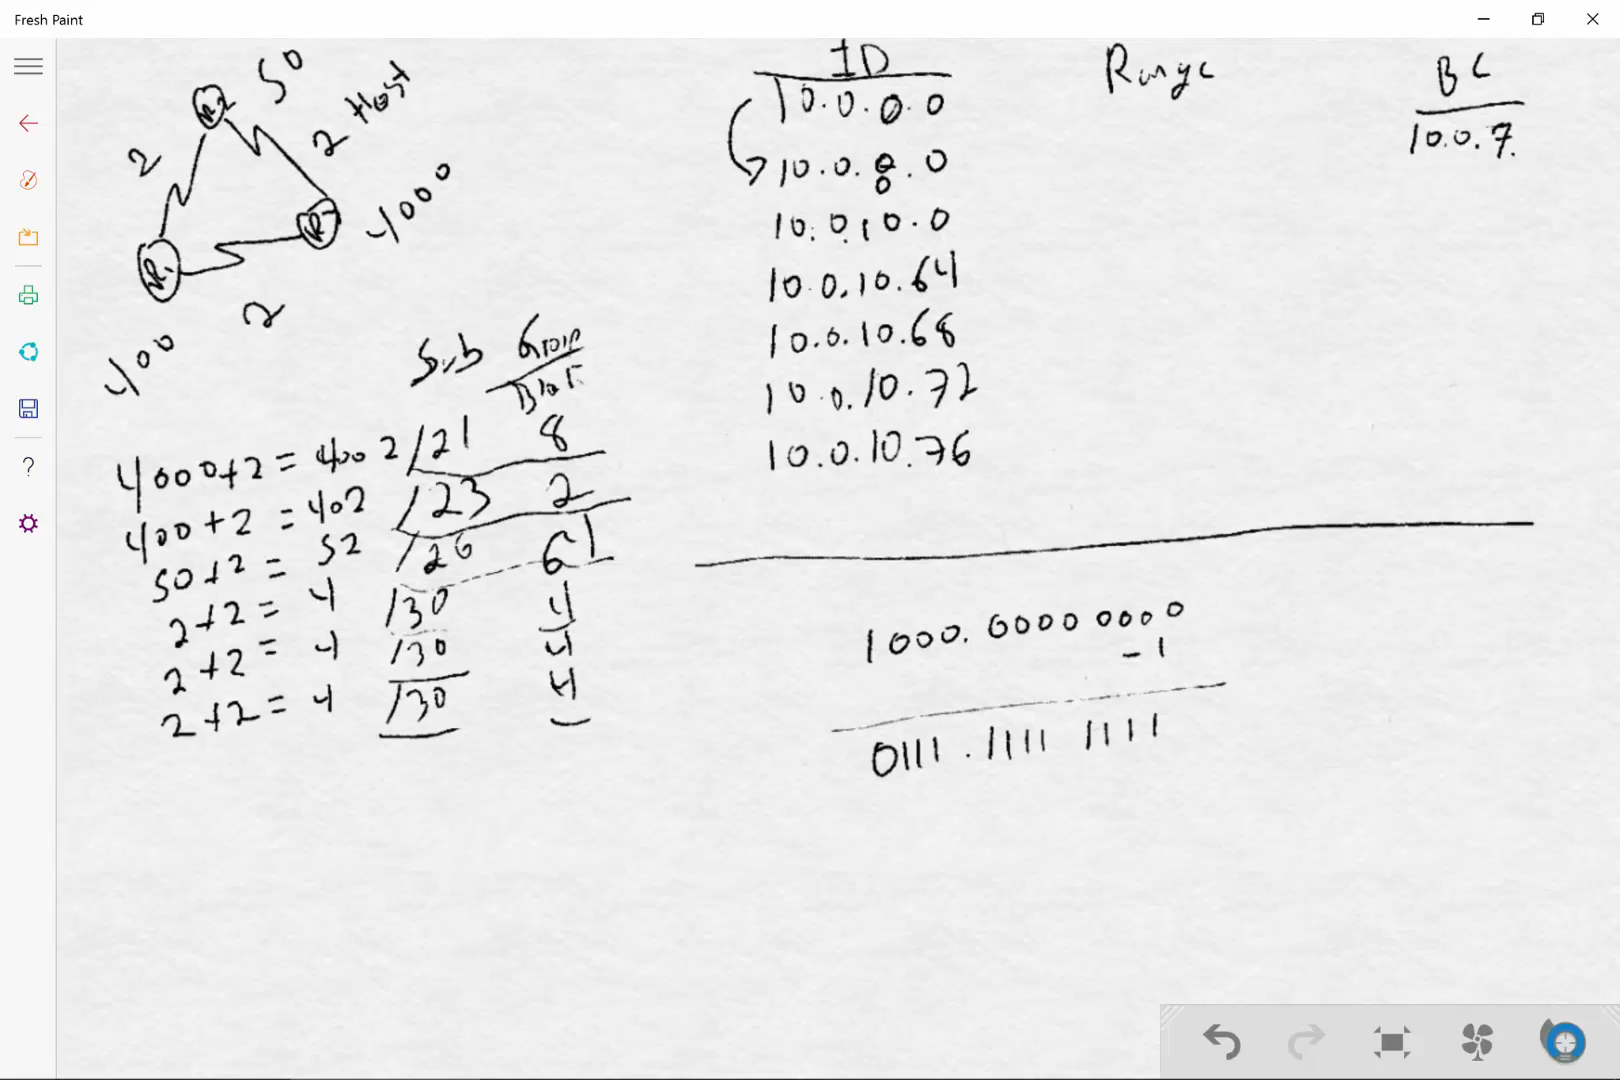 Fresh Paint
50
2 Host
2
R2
R1
4000
2
400
Sub Group
Block
4000+2 = 4002 /21 8
400+2 = 402 /23 2
50+2 = 52 /26 64
2+2 = 4 /30 4
2+2 = 4 /30 4
2+2 = 4 /30 4
ID Range BC
10.0.0.0 10.0.7.
10.0.8.0
10.0.10.0
10.0.10.64
10.0.10.68
10.0.10.72
10.0.10.76
1000.0000 0000
-1
0111.1111 1111
?